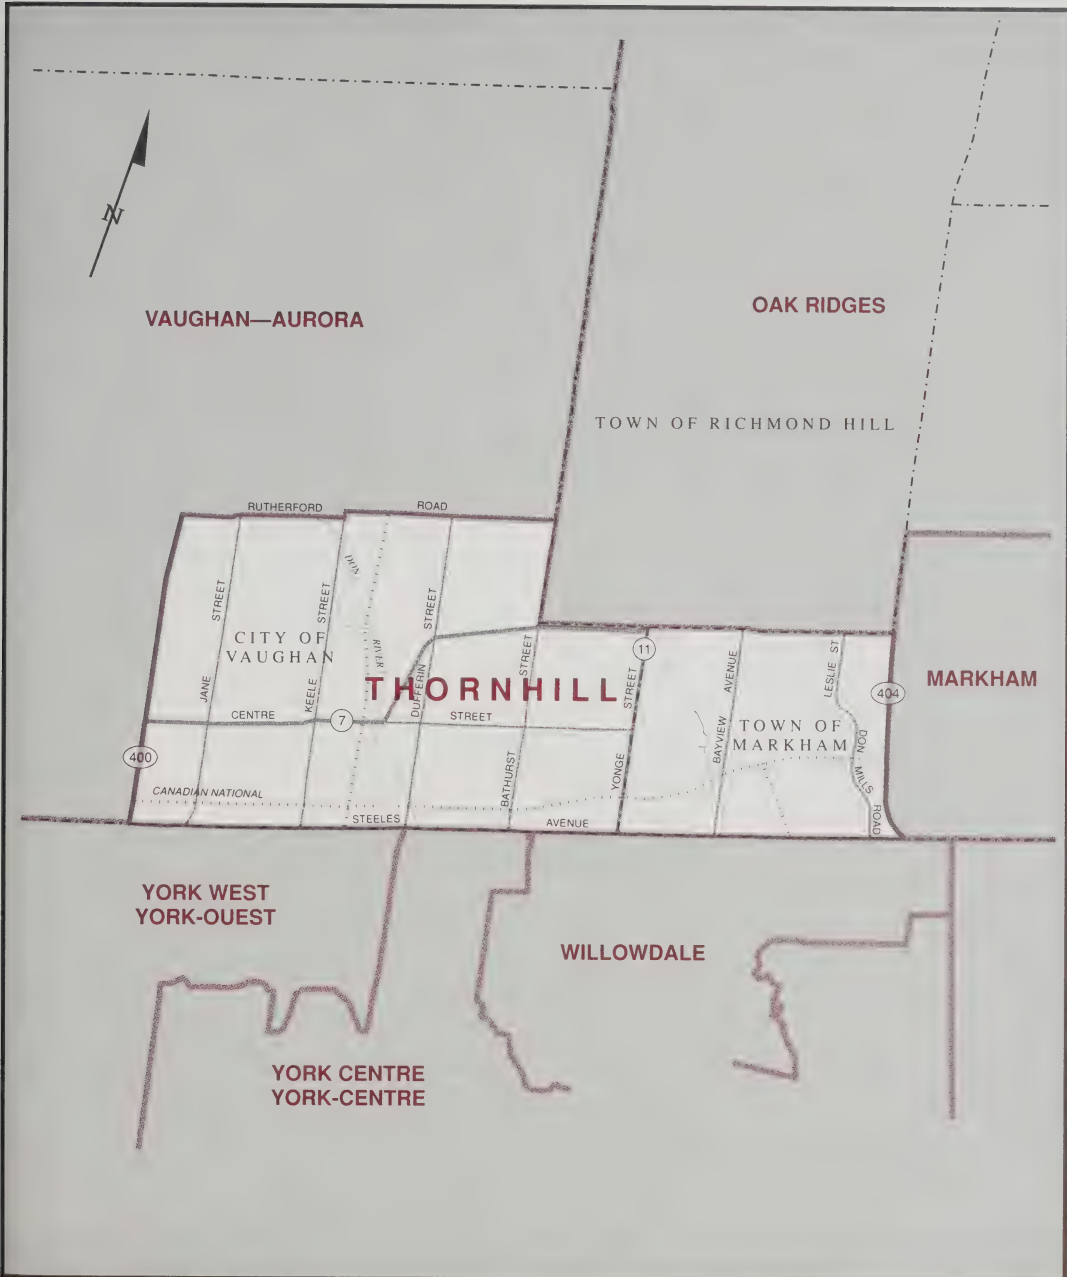 N
VAUGHAN—AURORA
OAK RIDGES
TOWN OF RICHMOND HILL
RUTHERFORD ROAD
DON
RIVER
JANE STREET
KEELE STREET
DUFFERIN STREET
BATHURST STREET
YONGE STREET
BAYVIEW AVENUE
LESLIE ST
DON MILLS ROAD
CITY OF
VAUGHAN
THORNHILL
11
404
MARKHAM
CENTRE STREET
7
TOWN OF
MARKHAM
400
CANADIAN NATIONAL
STEELES AVENUE
YORK WEST
YORK-OUEST
WILLOWDALE
YORK CENTRE
YORK-CENTRE